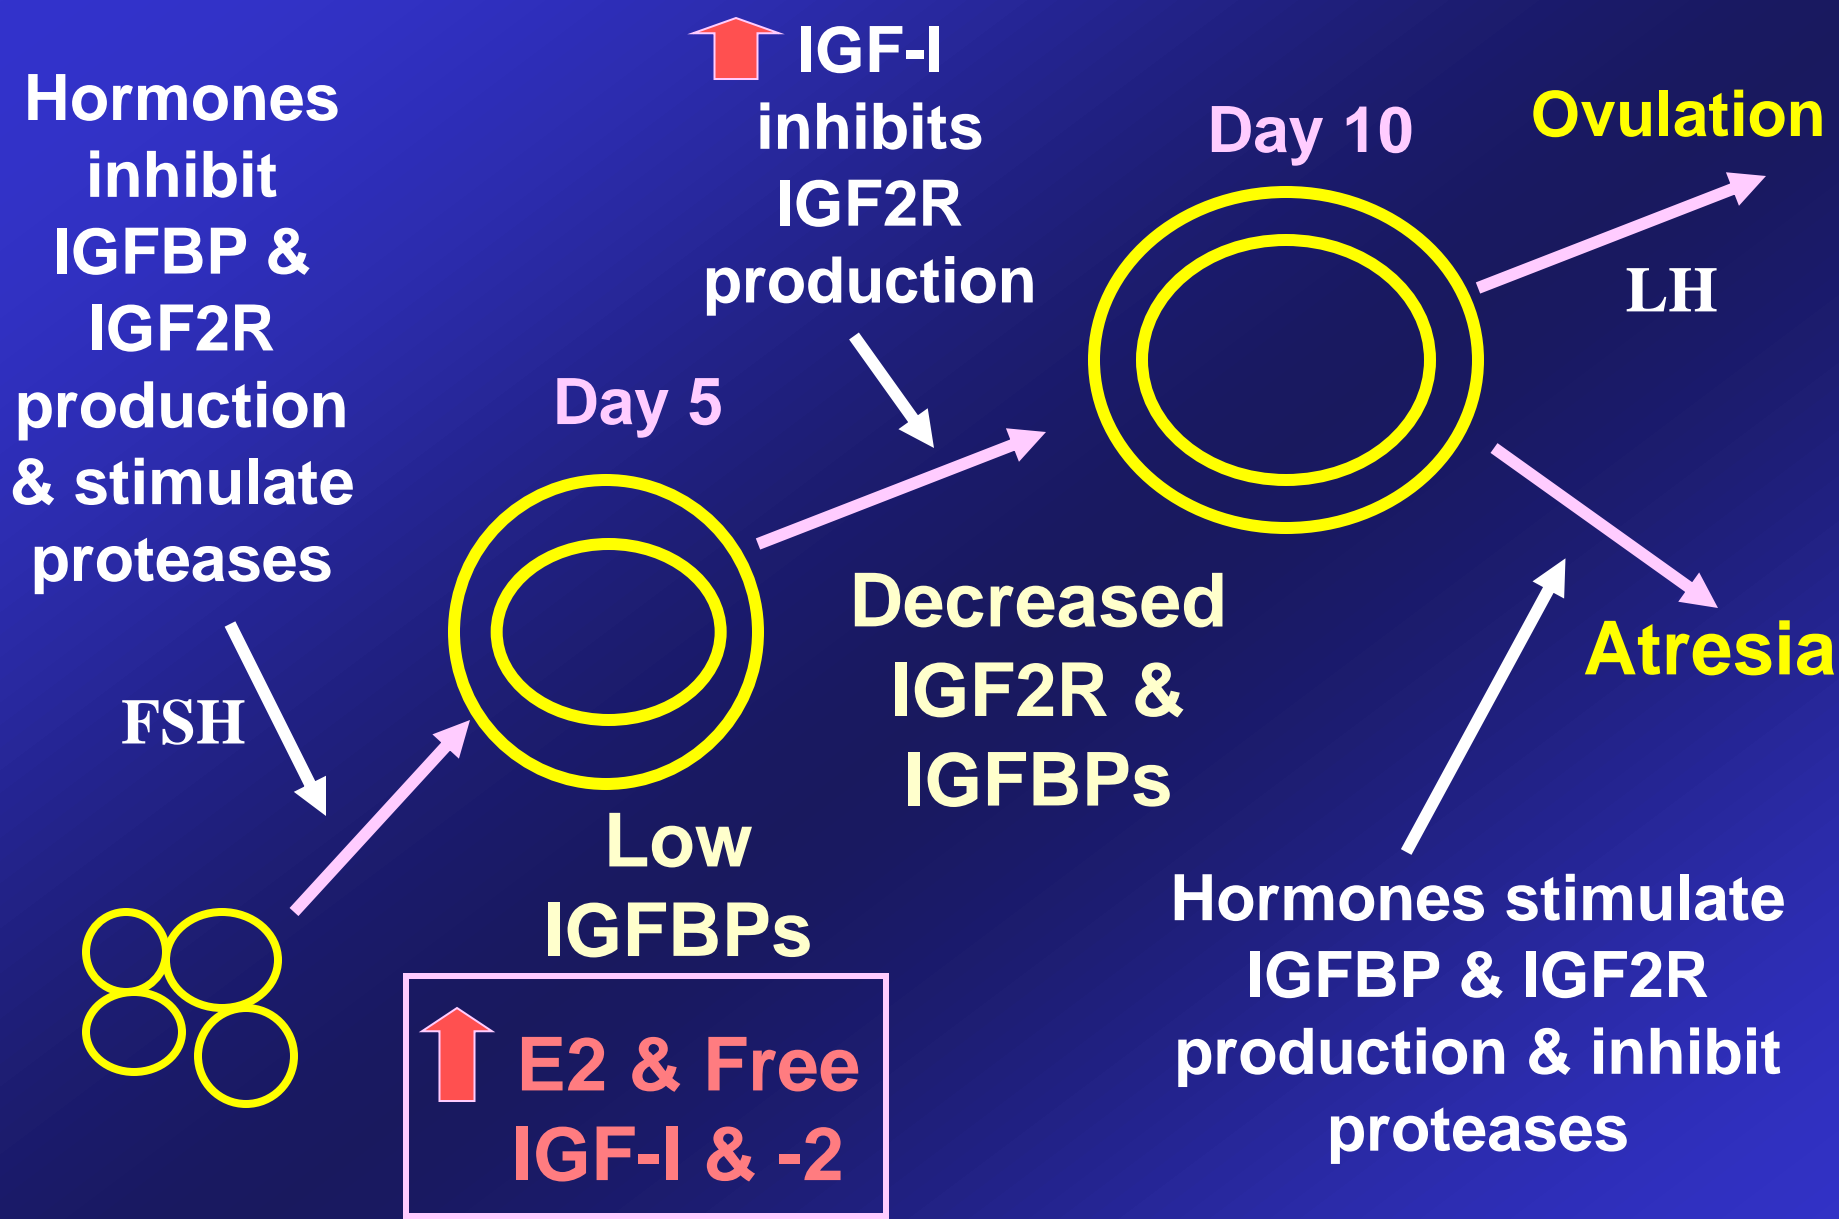 Hormones
inhibit
IGFBP &
IGF2R
production
& stimulate
proteases
FSH
IGF-I
inhibits
IGF2R
production
Day 5
Low
IGFBPs
E2 & Free
IGF-I & -2
Day 10
Decreased
IGF2R &
IGFBPs
Ovulation
LH
Atresia
Hormones stimulate
IGFBP & IGF2R
production & inhibit
proteases